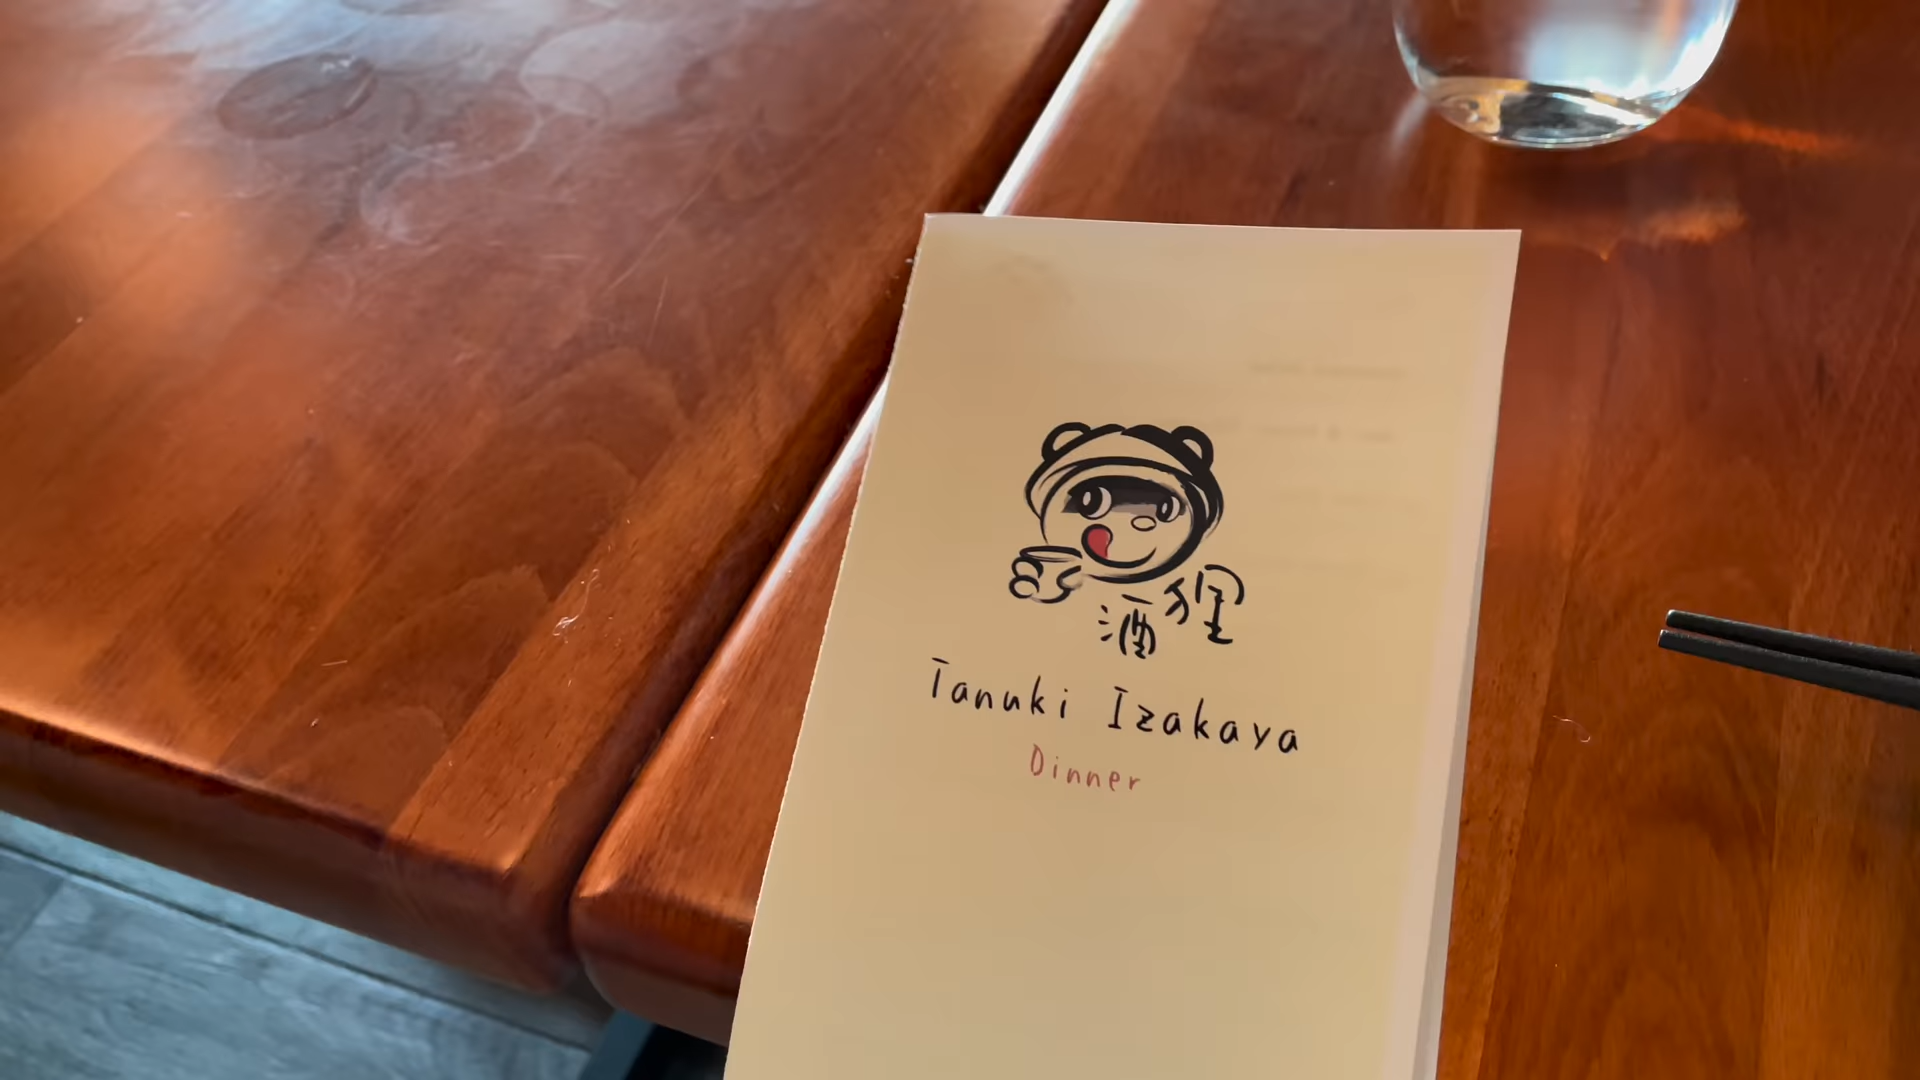 酒狸
Tanuki Izakaya
Dinner